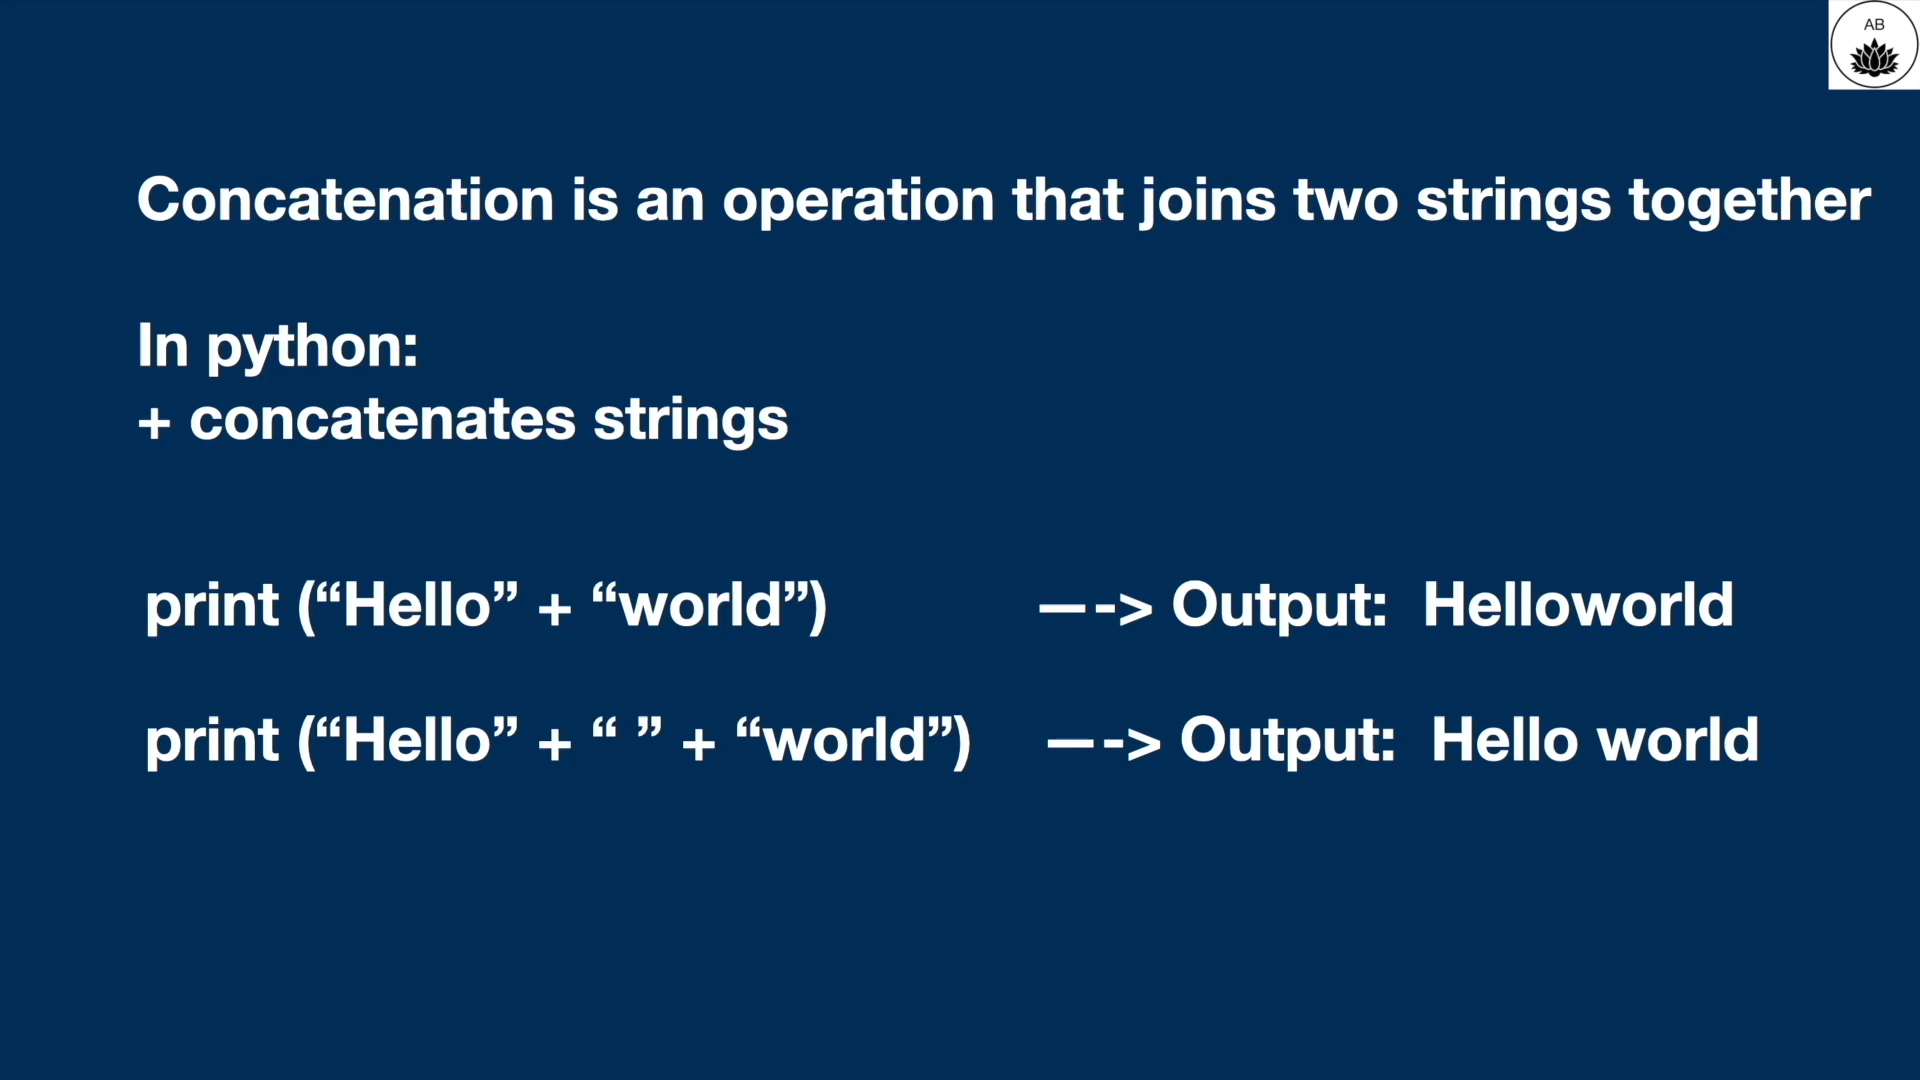 AB
Concatenation is an operation that joins two strings together
In python:
+ concatenates strings
print (“Hello” + “world”) —-> Output: Helloworld
print (“Hello” + “ ” + “world”) —-> Output: Hello world